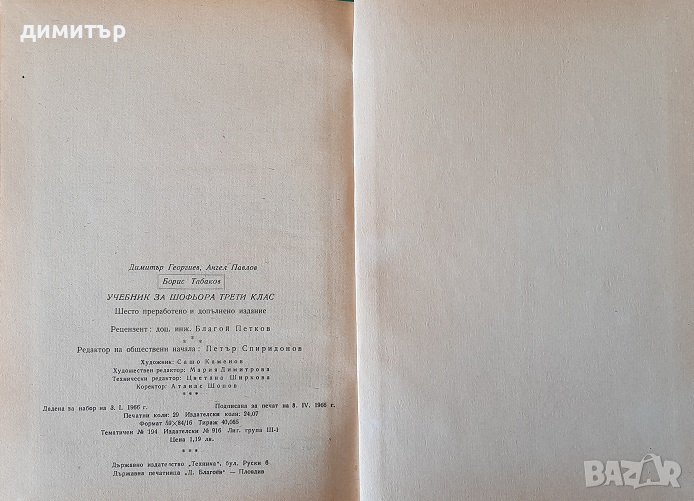 димитър
Димитър Георгиев, Ангел Павлов
Борис Табаков
УЧЕБНИК ЗА ШОФЬОРА ТРЕТИ КЛАС
Шесто преработено и допълнено издание
Рецензент: доц. инж. Благой Петков
* * *
Редактор на обществени начала: Петър Спиридонов
Художник: Сашо Каменов
Художествен редактор: Мария Димитрова
Технически редактор: Цветана Ширкова
Коректор: Атанас Шопов
* * *
Дадена за набор на 3. I. 1966 г. Подписана за печат на 8. IV. 1966 г.
Печатни коли: 29 Издателски коли: 24,07
Формат 59×84/16 Тираж 40,065
Тематичен № 194 Издателски № 916 Лит. група III-1
Цена 1,19 лв.
* * *
Държавно издателство „Техника“, бул. Руски 6
Държавна печатница „Д. Благоев“ — Пловдив
BAZAR